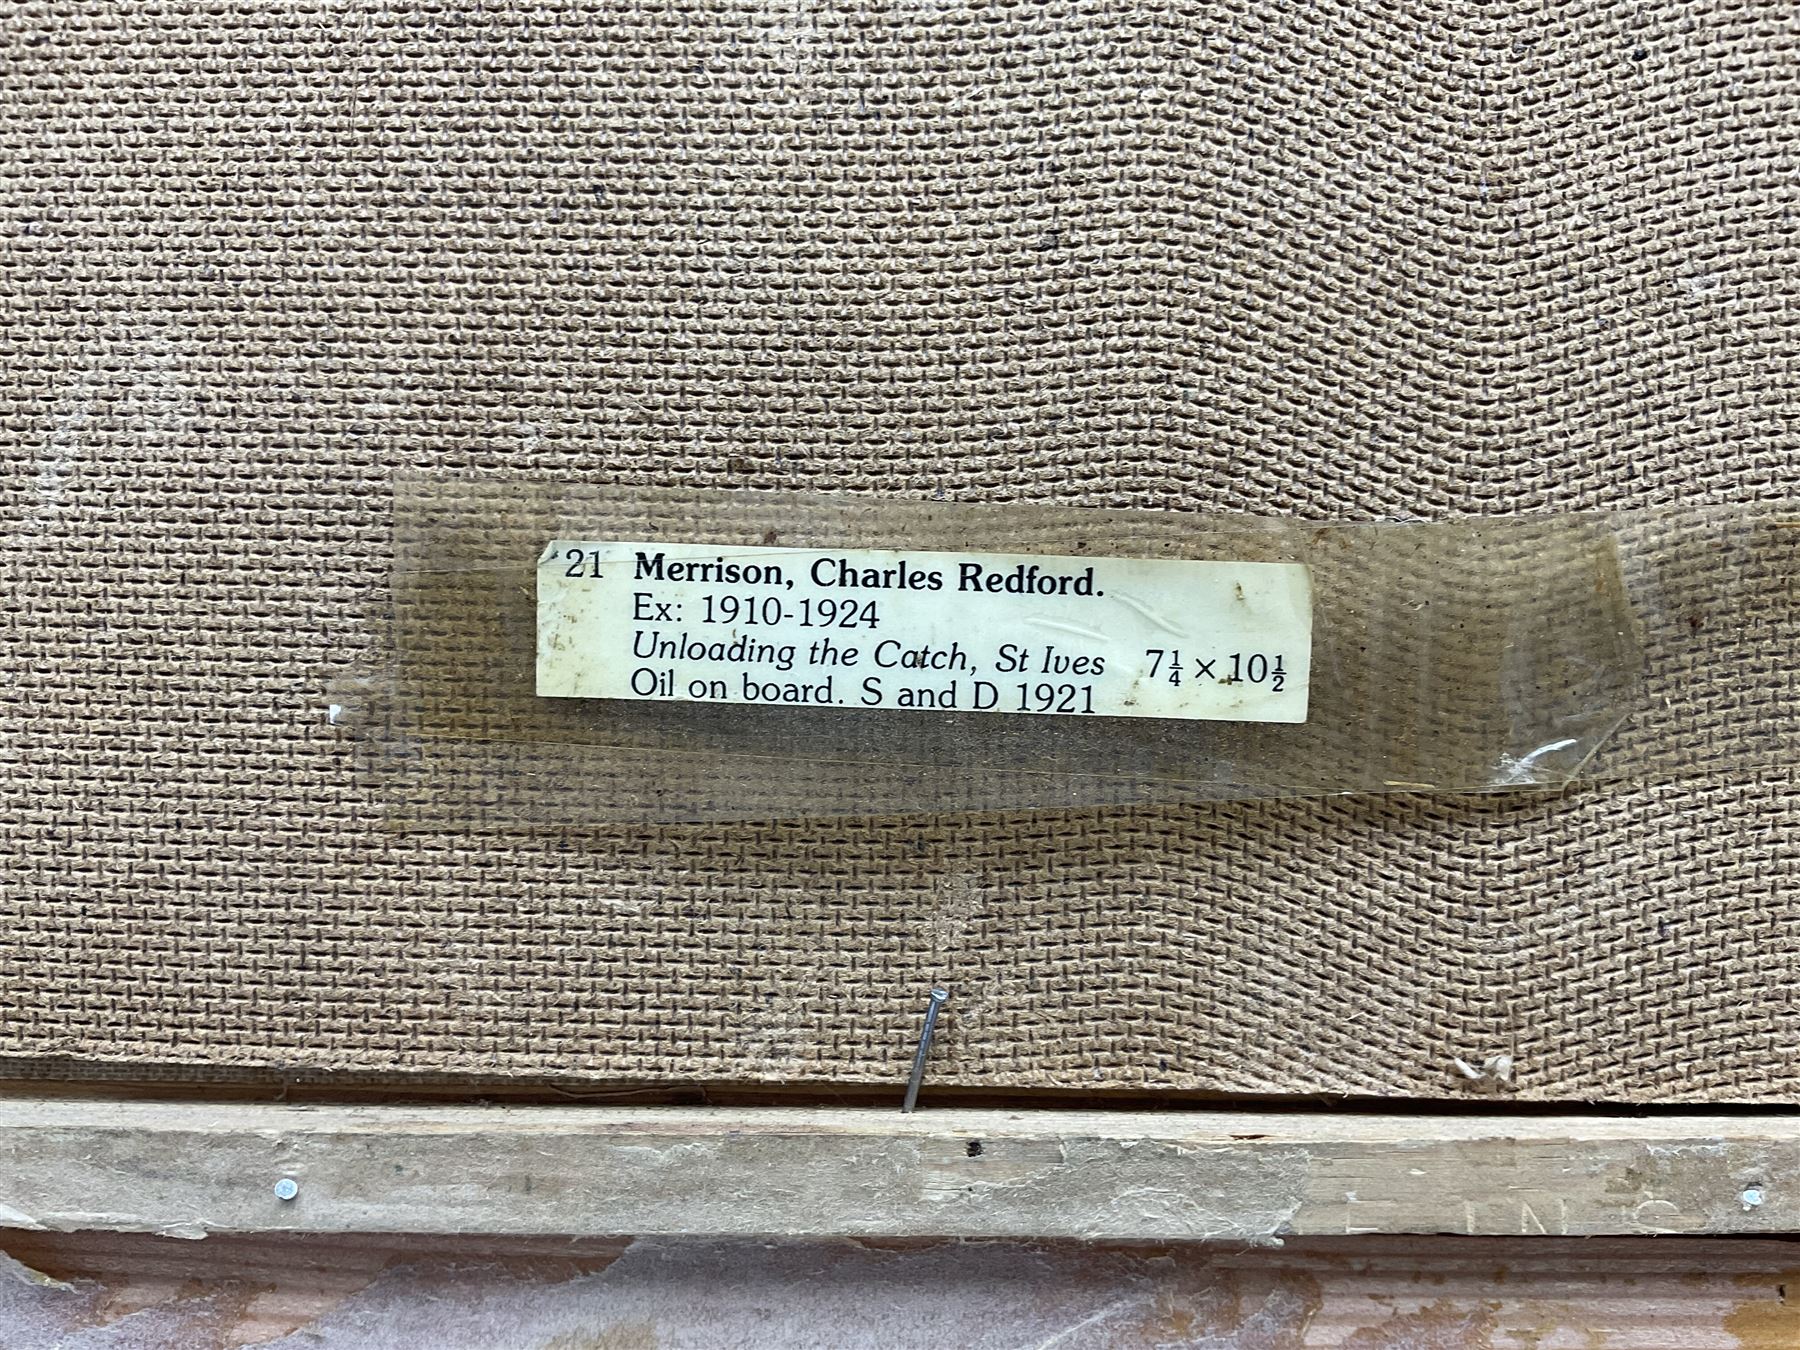 21 Merrison, Charles Redford.
Ex: 1910-1924
Unloading the Catch, St Ives 7¼ × 10½
Oil on board. S and D 1921